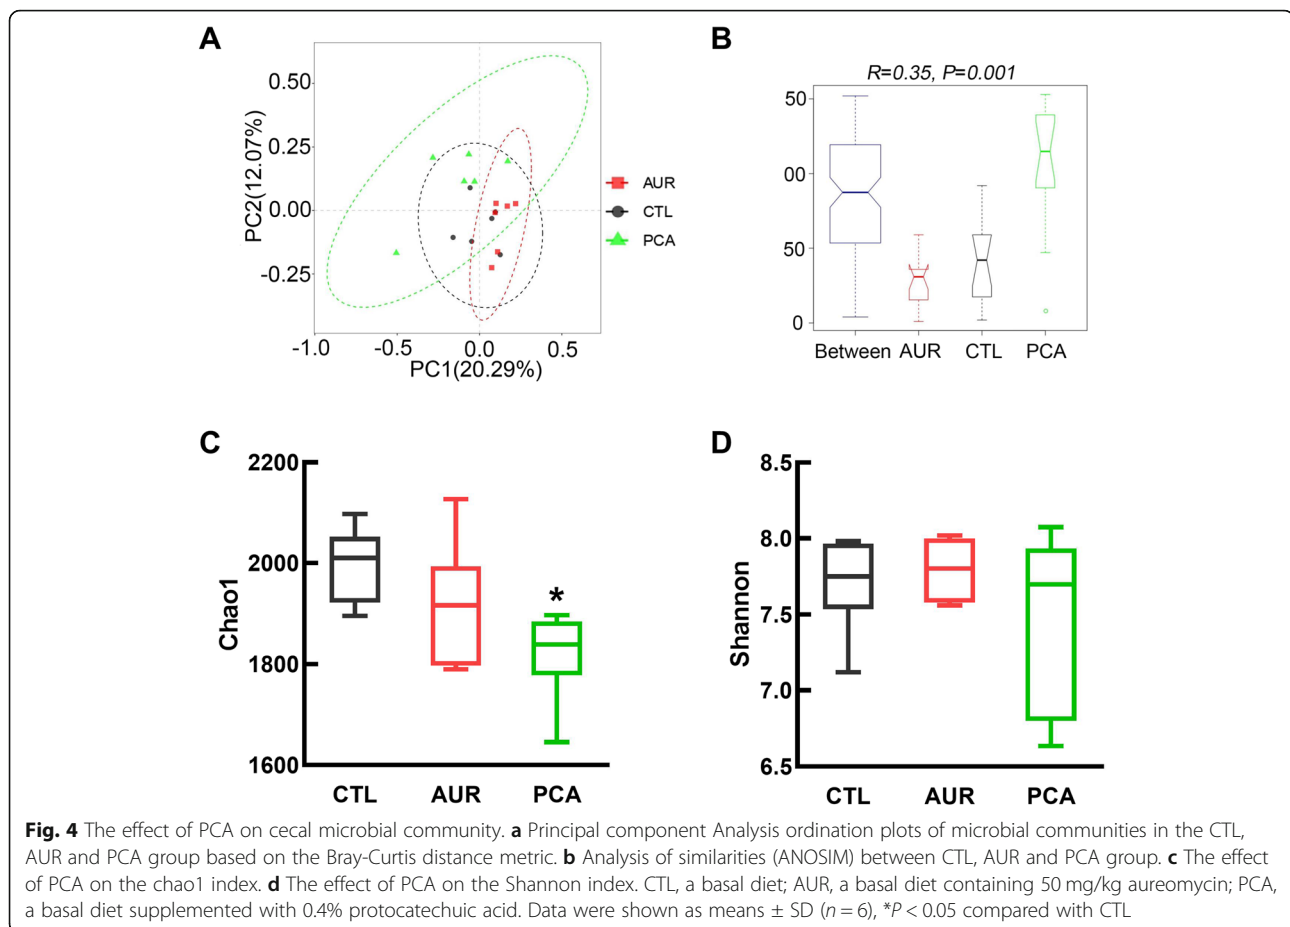 A
0.50
0.25
0.00
-0.25
PC2(12.07%)
-1.0 -0.5 0.0 0.5
PC1(20.29%)
AUR
CTL
PCA
B
R=0.35, P=0.001
50
00
50
0
Between AUR CTL PCA
C
2200
2000
1800
1600
Chao1
*
CTL AUR PCA
D
8.5
8.0
7.5
7.0
6.5
Shannon
CTL AUR PCA
Fig. 4 The effect of PCA on cecal microbial community. a Principal component Analysis ordination plots of microbial communities in the CTL,
AUR and PCA group based on the Bray-Curtis distance metric. b Analysis of similarities (ANOSIM) between CTL, AUR and PCA group. c The effect
of PCA on the chao1 index. d The effect of PCA on the Shannon index. CTL, a basal diet; AUR, a basal diet containing 50 mg/kg aureomycin; PCA,
a basal diet supplemented with 0.4% protocatechuic acid. Data were shown as means ± SD (n = 6), *P < 0.05 compared with CTL